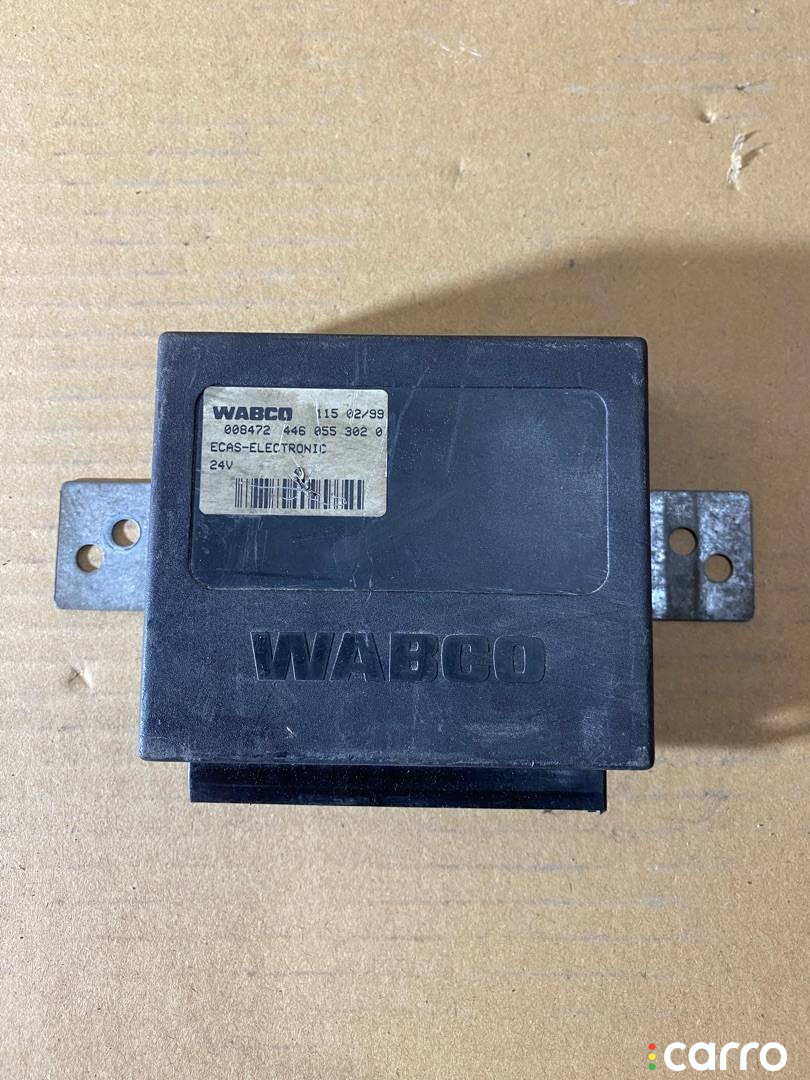 WABCO 115 02/99
008472 446 055 302 0
ECAS-ELECTRONIC
24V
WABCO
carro